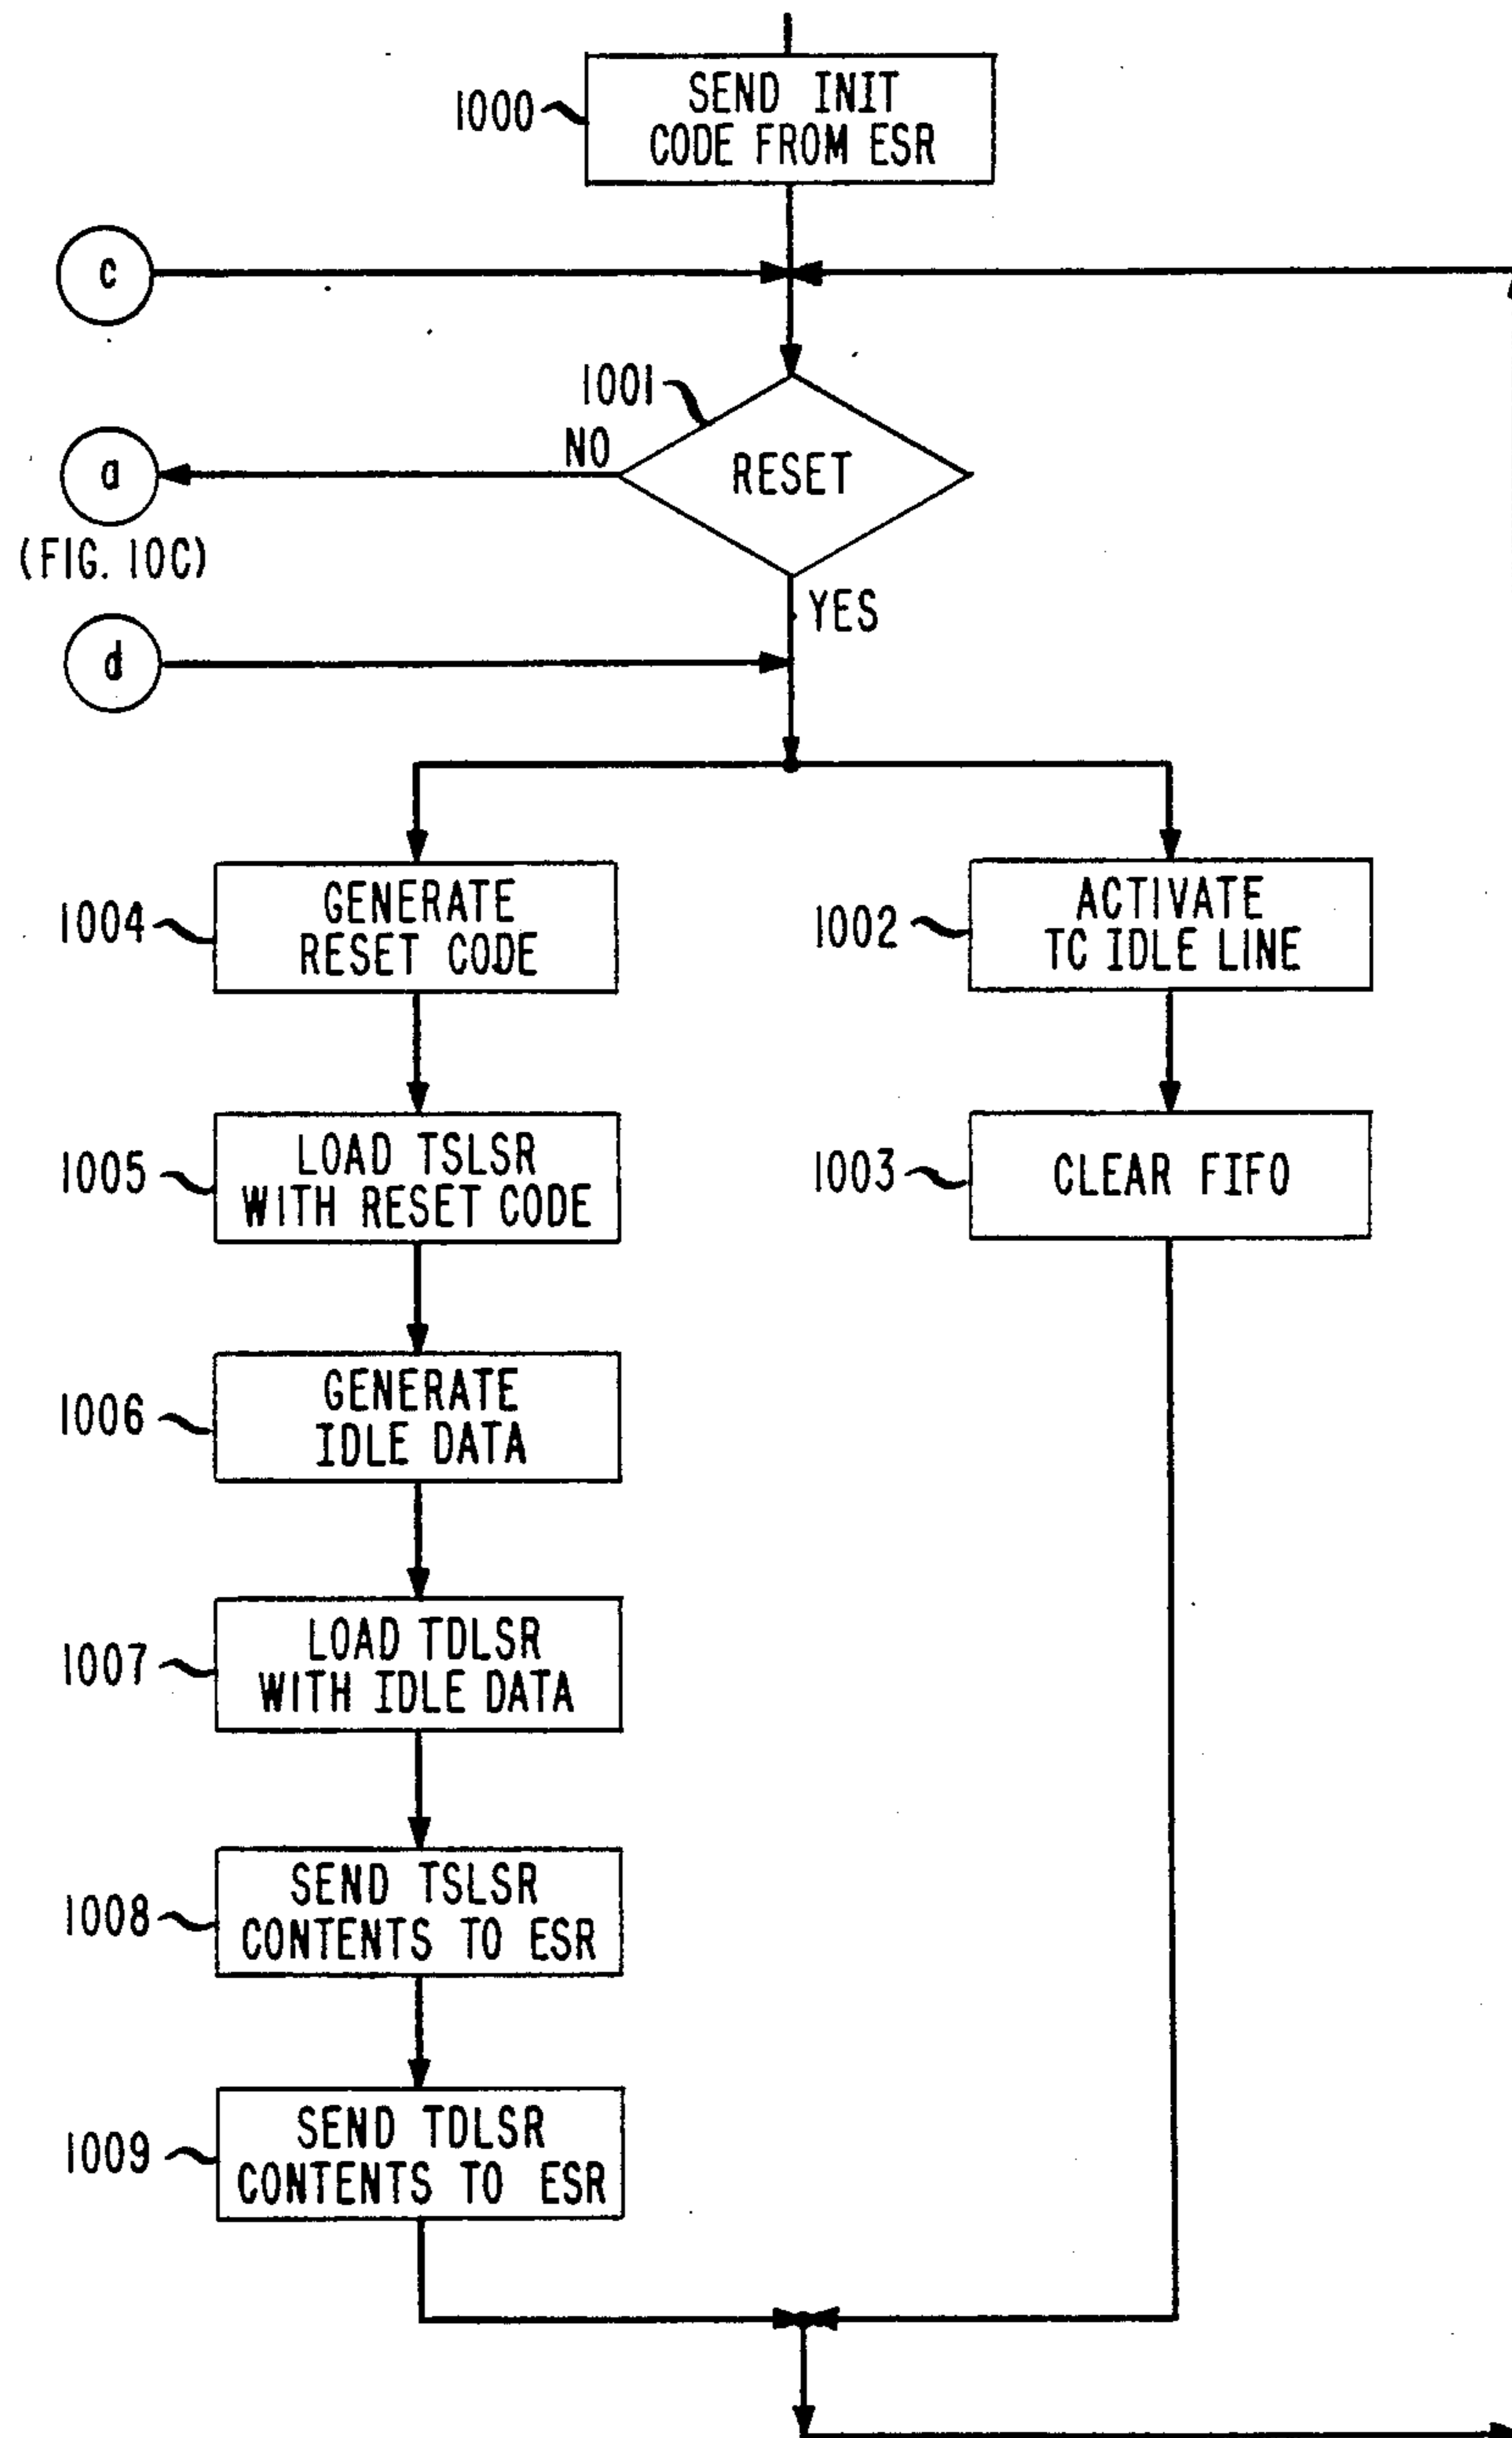 1000
SEND INIT
CODE FROM ESR
c
1001
NO
RESET
a
(FIG. 10C)
YES
d
1004
GENERATE
RESET CODE
1002
ACTIVATE
TC IDLE LINE
1005
LOAD TSLSR
WITH RESET CODE
1003
CLEAR FIFO
1006
GENERATE
IDLE DATA
1007
LOAD TDLSR
WITH IDLE DATA
1008
SEND TSLSR
CONTENTS TO ESR
1009
SEND TDLSR
CONTENTS TO ESR